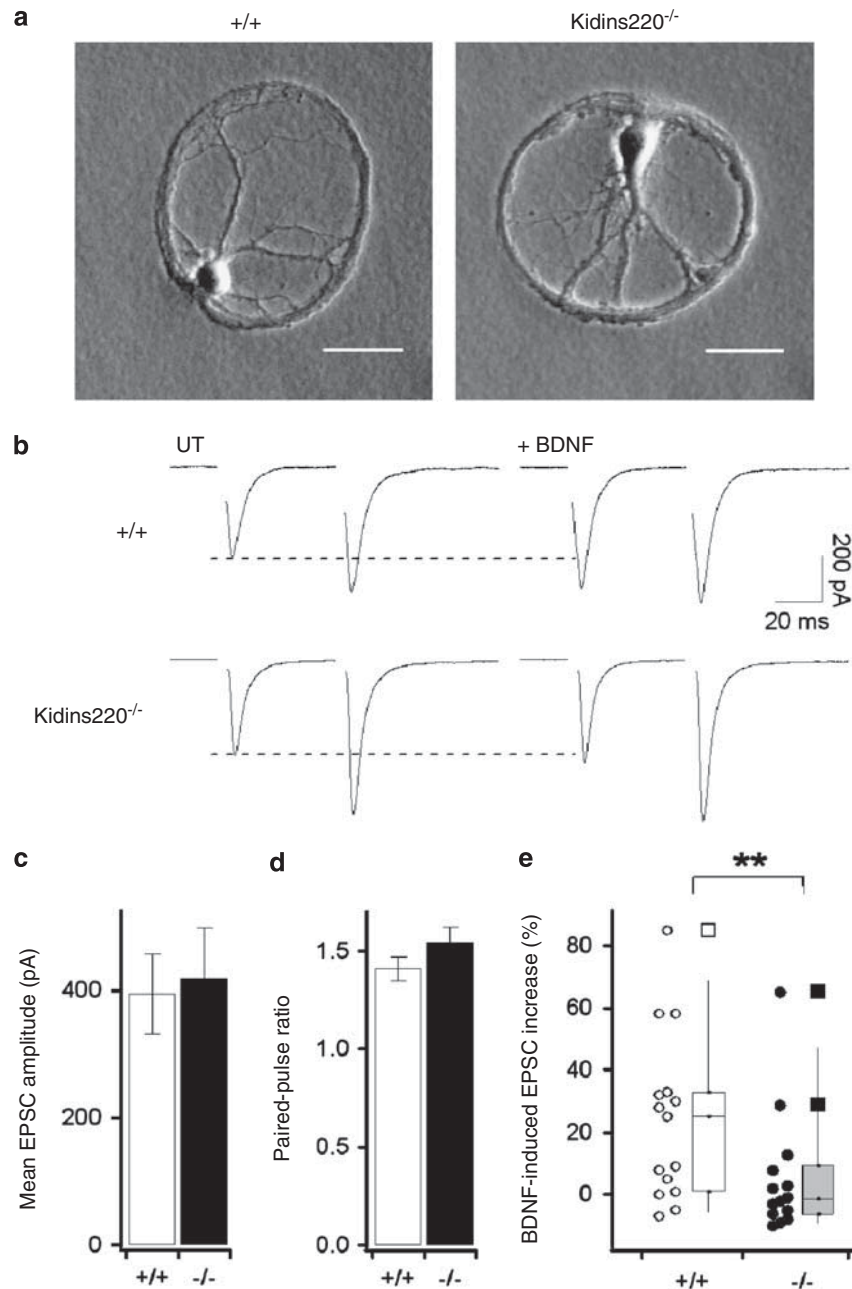 a
+/+
Kidins220-/-
b
UT
+ BDNF
+/+
200 pA
20 ms
Kidins220-/-
c
Mean EPSC amplitude (pA)
400
200
0
+/+
-/-
d
Paired-pulse ratio
1.5
1.0
0.5
0.0
+/+
-/-
e
**
BDNF-induced EPSC increase (%)
80
60
40
20
0
+/+
-/-